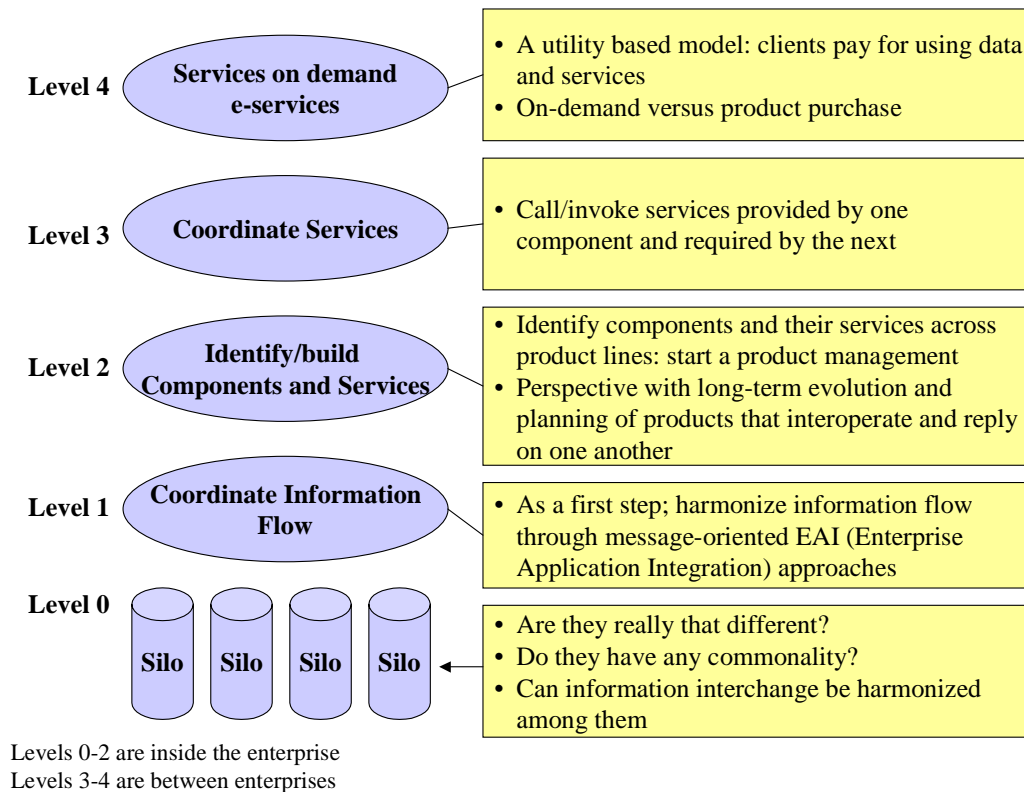 Level 4
Services on demand
e-services
• A utility based model: clients pay for using data
and services
• On-demand versus product purchase
Level 3
Coordinate Services
• Call/invoke services provided by one
component and required by the next
Level 2
Identify/build
Components and Services
• Identify components and their services across
product lines: start a product management
• Perspective with long-term evolution and
planning of products that interoperate and reply
on one another
Level 1
Coordinate Information
Flow
• As a first step; harmonize information flow
through message-oriented EAI (Enterprise
Application Integration) approaches
Level 0
Silo Silo Silo Silo
• Are they really that different?
• Do they have any commonality?
• Can information interchange be harmonized
among them
Levels 0-2 are inside the enterprise
Levels 3-4 are between enterprises